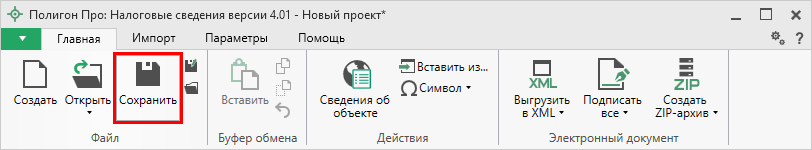 Полигон Про: Налоговые сведения версии 4.01 - Новый проект*
Главная Импорт Параметры Помощь
?
Создать Открыть Сохранить
Файл
Вставить
Буфер обмена
Сведения об
объекте
Вставить из...
Символ
Действия
XML
Выгрузить
в XML
Подписать
все
ZIP
Создать
ZIP-архив
Электронный документ